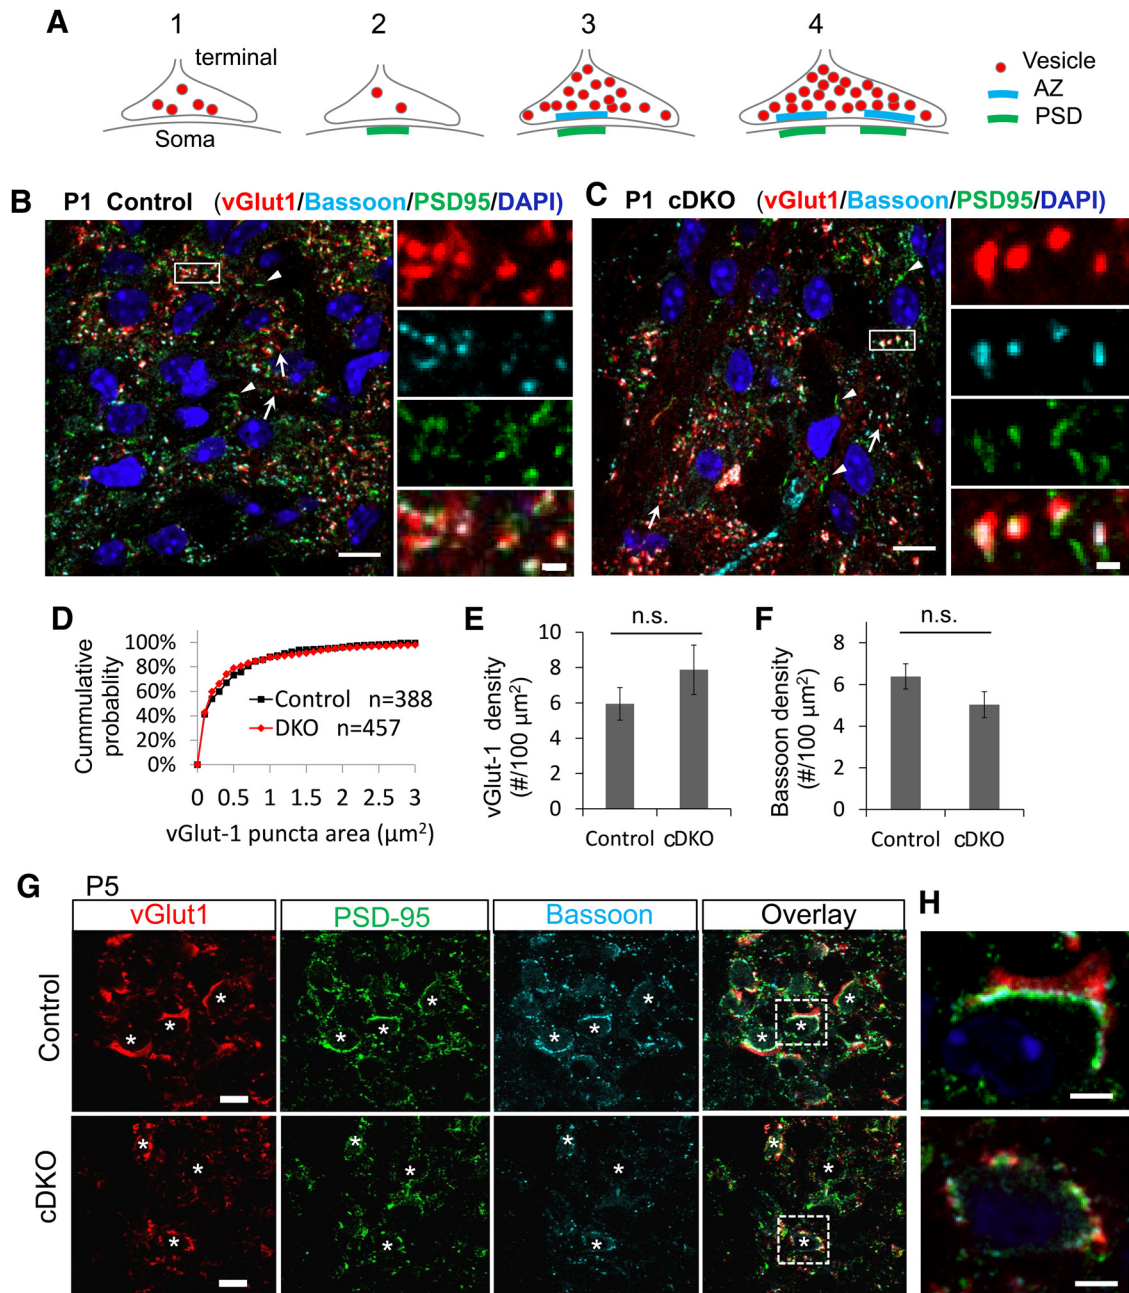 A
1
2
3
4
terminal
Soma
Vesicle
AZ
PSD
B
P1 Control (vGlut1/Bassoon/PSD95/DAPI)
C
P1 cDKO (vGlut1/Bassoon/PSD95/DAPI)
D
Cummulative
probablity
100%
80%
60%
40%
20%
0%
Control n=388
DKO n=457
0 0.5 1 1.5 2 2.5 3
vGlut-1 puncta area (µm²)
E
n.s.
vGlut-1 density
(#/100 µm²)
10
8
6
4
2
0
Control cDKO
F
n.s.
Bassoon density
(#/100 µm²)
8
6
4
2
0
Control cDKO
G
P5
vGlut1 PSD-95 Bassoon Overlay
H
Control
* * * * * * * * * * * *
cDKO
* * * * * * * * * * * *